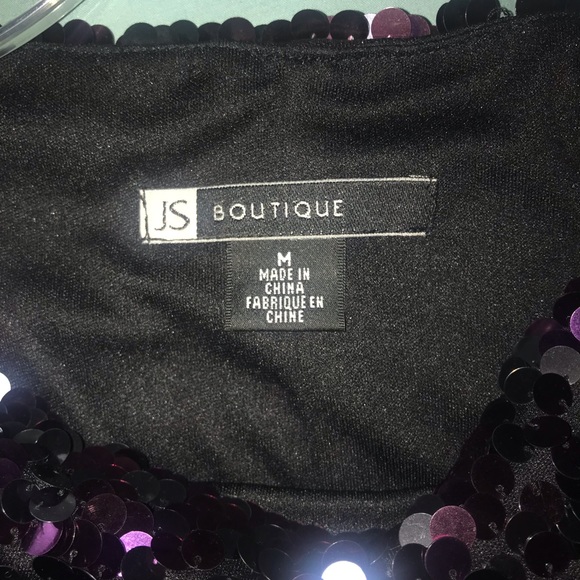 JS BOUTIQUE
M
MADE IN
CHINA
FABRIQUE EN
CHINE